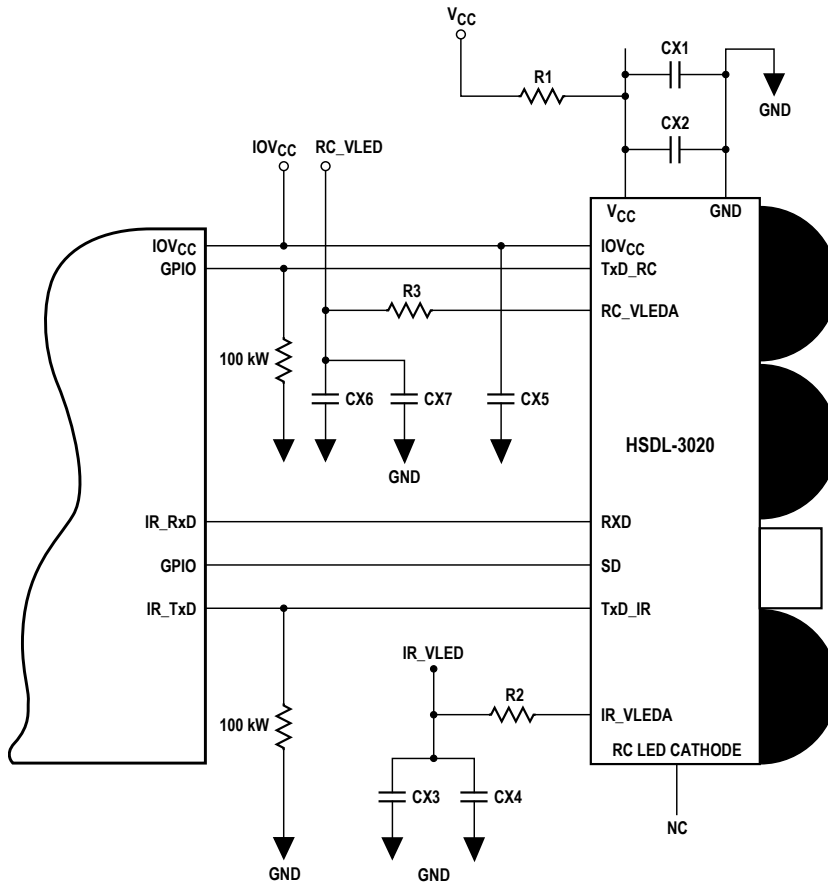 VCC
CX1
R1
GND
CX2
IOVCC RC_VLED
VCC GND
IOVCC IOVCC
GPIO TxD_RC
R3
RC_VLEDA
100 kW
CX6 CX7 CX5
HSDL-3020
GND
IR_RxD RXD
GPIO SD
IR_TxD TxD_IR
IR_VLED
R2
IR_VLEDA
100 kW
RC LED CATHODE
CX3 CX4
NC
GND GND